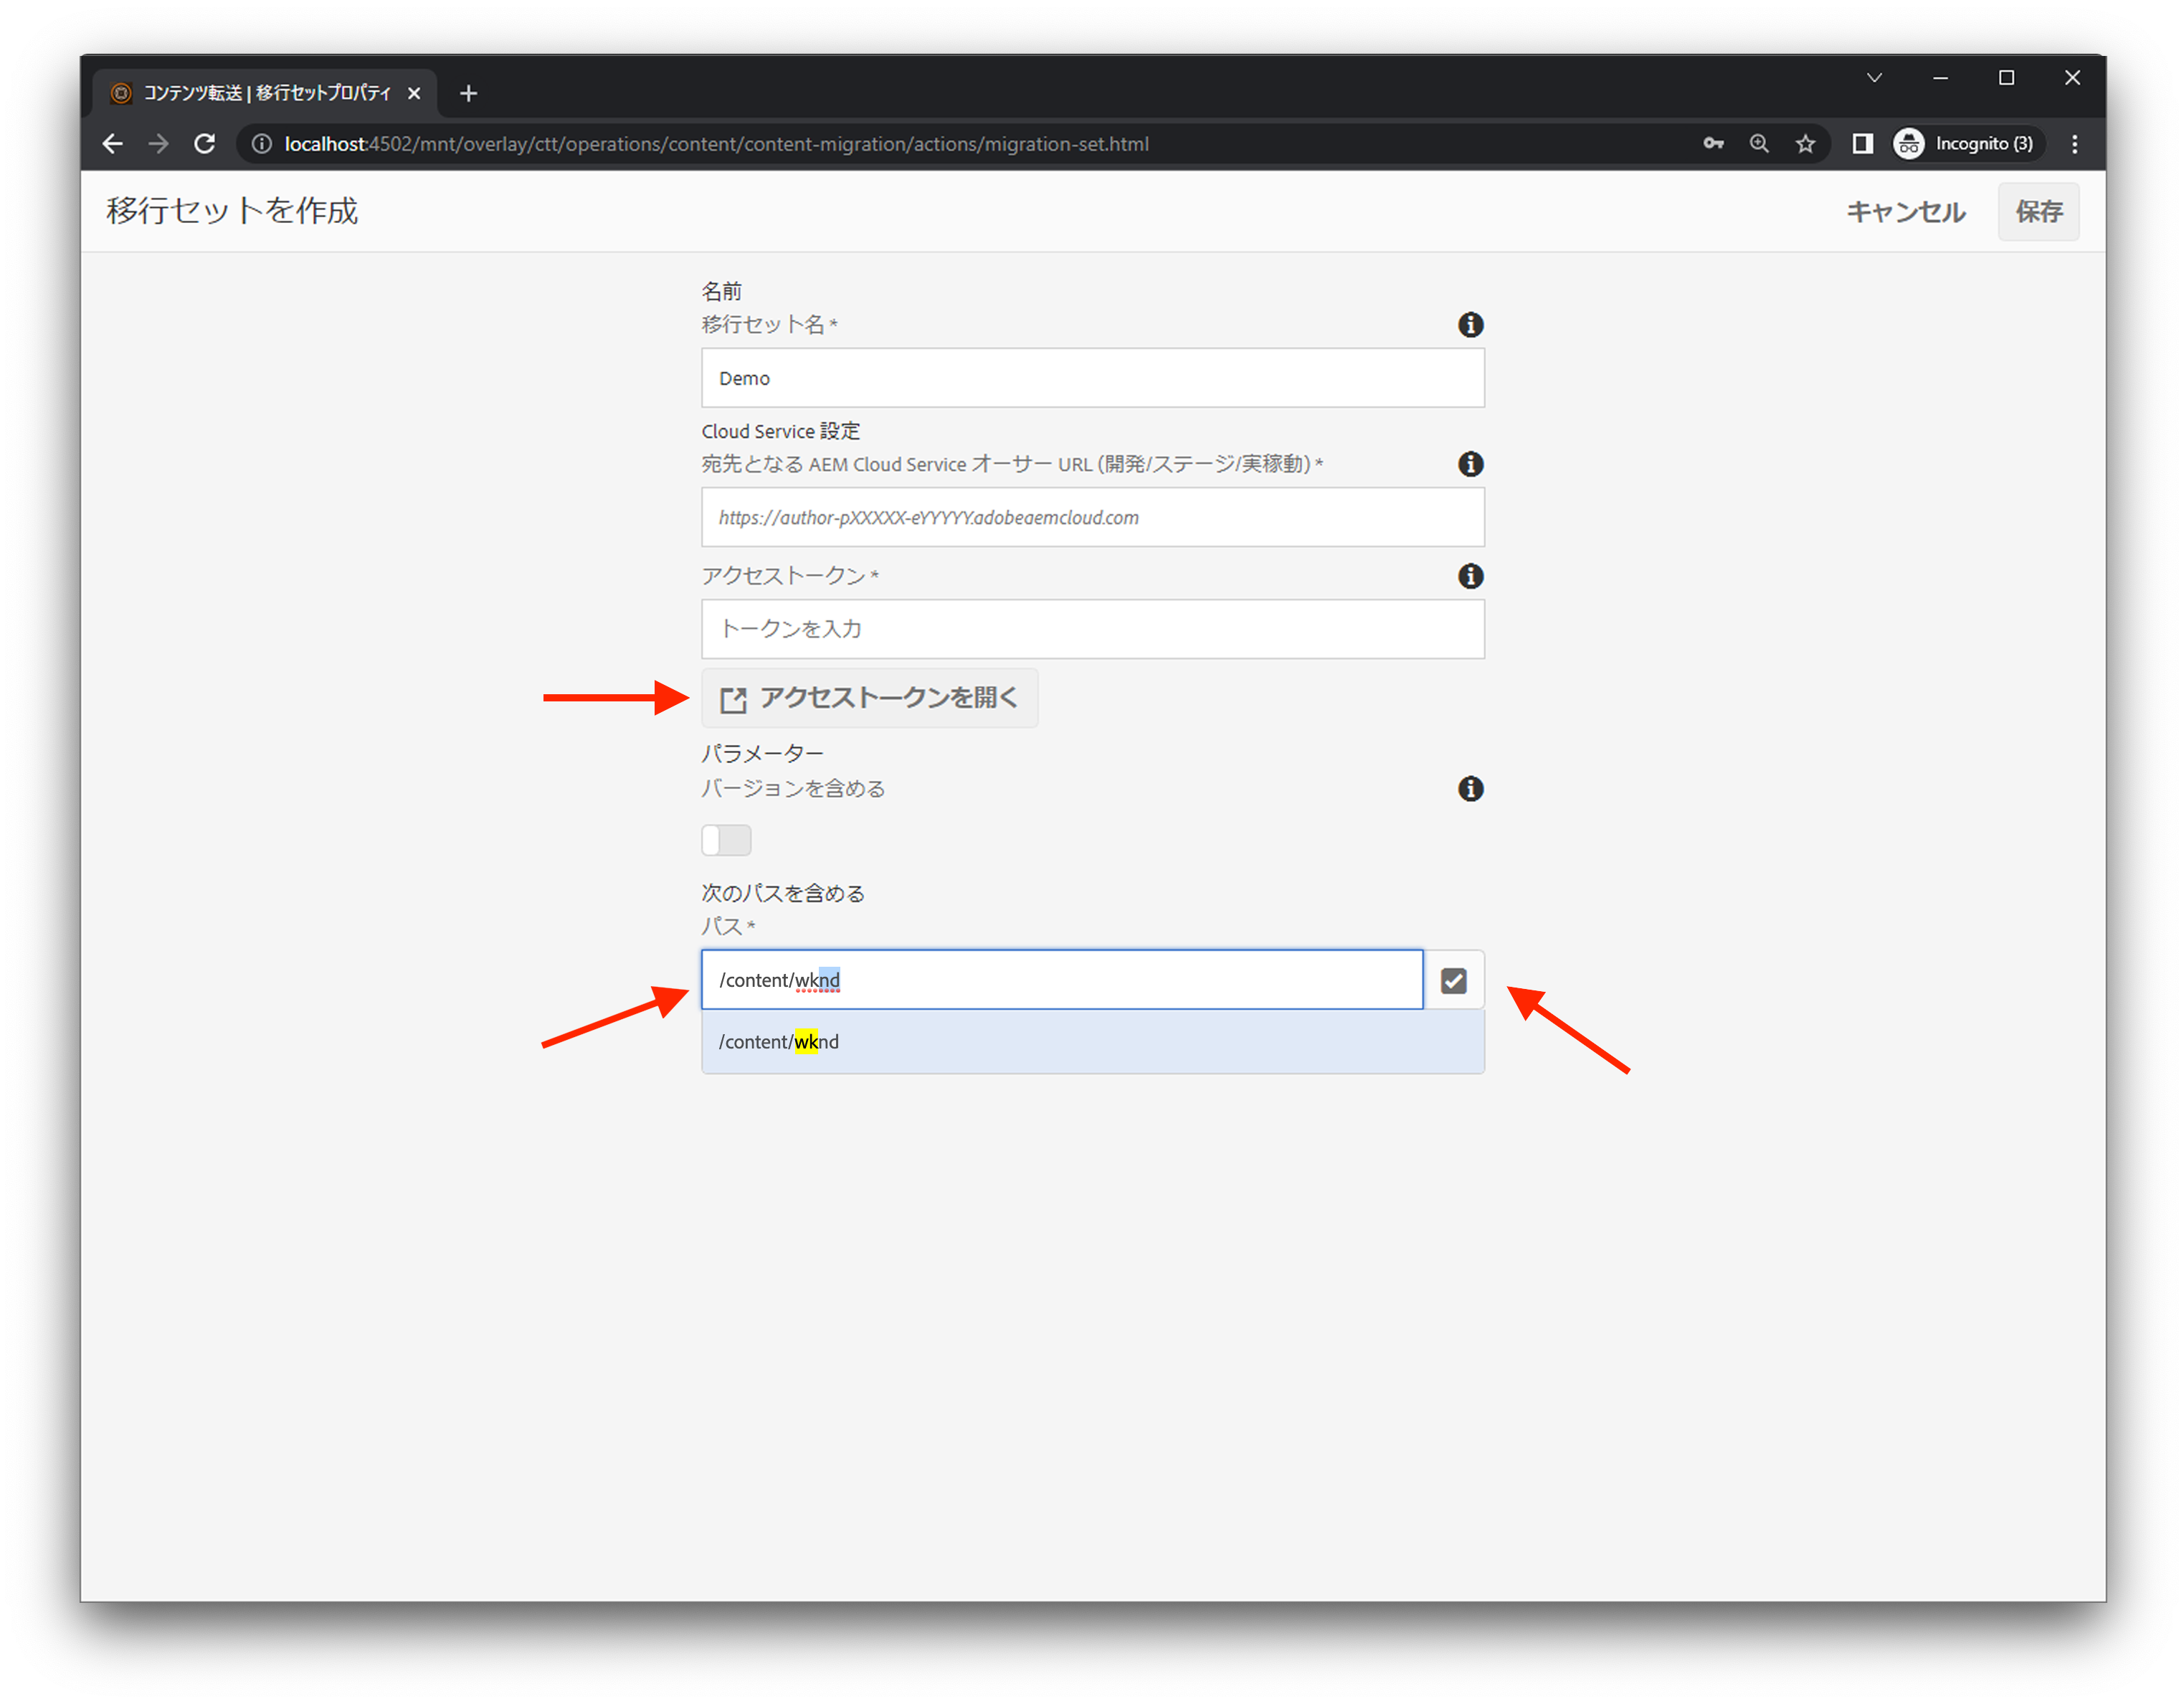 コンテンツ転送 | 移行セットプロパティ
localhost:4502/mnt/overlay/ctt/operations/content/content-migration/actions/migration-set.html
Incognito (3)
移行セットを作成
キャンセル
保存
名前
移行セット名 *
Demo
Cloud Service 設定
宛先となる AEM Cloud Service オーサー URL (開発/ステージ/実稼動) *
https://author-pXXXXX-eYYYYY.adobeaemcloud.com
アクセストークン *
トークンを入力
アクセストークンを開く
パラメーター
バージョンを含める
次のパスを含める
パス *
/content/wknd
/content/wknd